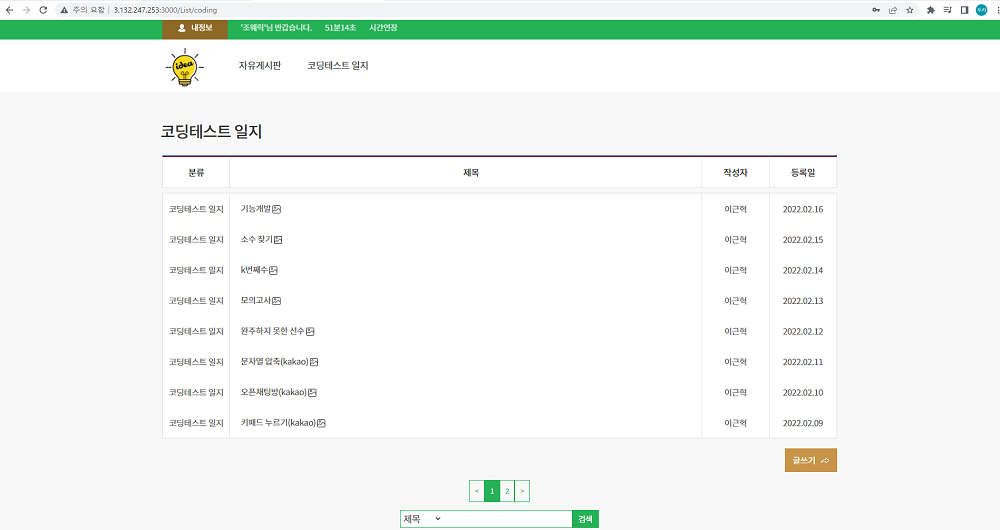 주의 요함 | 3.132.247.253:3000/List/coding
내정보 '조웨릭'님 반갑습니다. 51분14초 시간연장
idea 자유게시판 코딩테스트 일지
코딩테스트 일지
분류 제목 작성자 등록일
코딩테스트 일지 기능개발 이근혁 2022.02.16
코딩테스트 일지 소수 찾기 이근혁 2022.02.15
코딩테스트 일지 k번째수 이근혁 2022.02.14
코딩테스트 일지 모의고사 이근혁 2022.02.13
코딩테스트 일지 완주하지 못한 선수 이근혁 2022.02.12
코딩테스트 일지 문자열 압축(kakao) 이근혁 2022.02.11
코딩테스트 일지 오픈채팅방(kakao) 이근혁 2022.02.10
코딩테스트 일지 키패드 누르기(kakao) 이근혁 2022.02.09
글쓰기
< 1 2 >
제목 검색